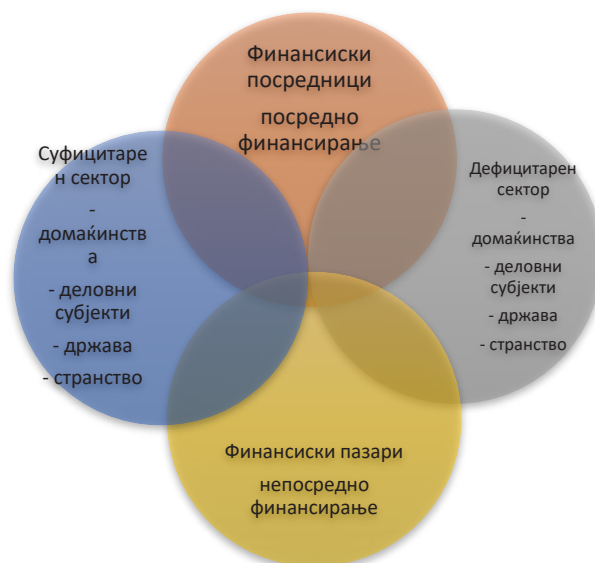 Финансиски
посредници
посредно
финансирање
Суфицитаре
н сектор
-
домаќинств
а
- деловни
субјекти
- држава
- странство
Дефицитарен
сектор
-
домаќинства
- деловни
субјекти
- држава
- странство
Финансиски пазари
непосредно
финансирање